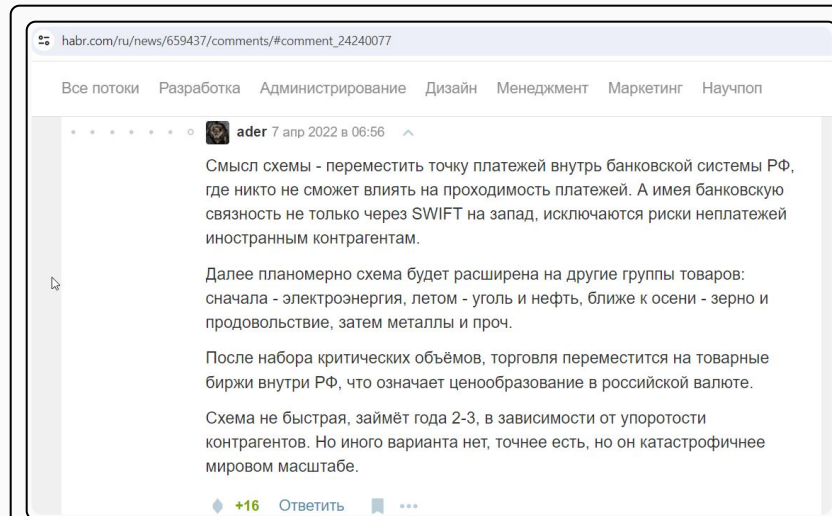 habr.com/ru/news/659437/comments/#comment_24240077
Все потоки Разработка Администрирование Дизайн Менеджмент Маркетинг Научпоп
ader 7 апр 2022 в 06:56
Смысл схемы - переместить точку платежей внутрь банковской системы РФ,
где никто не сможет влиять на проходимость платежей. А имея банковскую
связность не только через SWIFT на запад, исключаются риски неплатежей
иностранным контрагентам.
Далее планомерно схема будет расширена на другие группы товаров:
сначала - электроэнергия, летом - уголь и нефть, ближе к осени - зерно и
продовольствие, затем металлы и проч.
После набора критических объёмов, торговля переместится на товарные
биржи внутри РФ, что означает ценообразование в российской валюте.
Схема не быстрая, займёт года 2-3, в зависимости от упоротости
контрагентов. Но иного варианта нет, точнее есть, но он катастрофичнее
мировом масштабе.
+16 Ответить